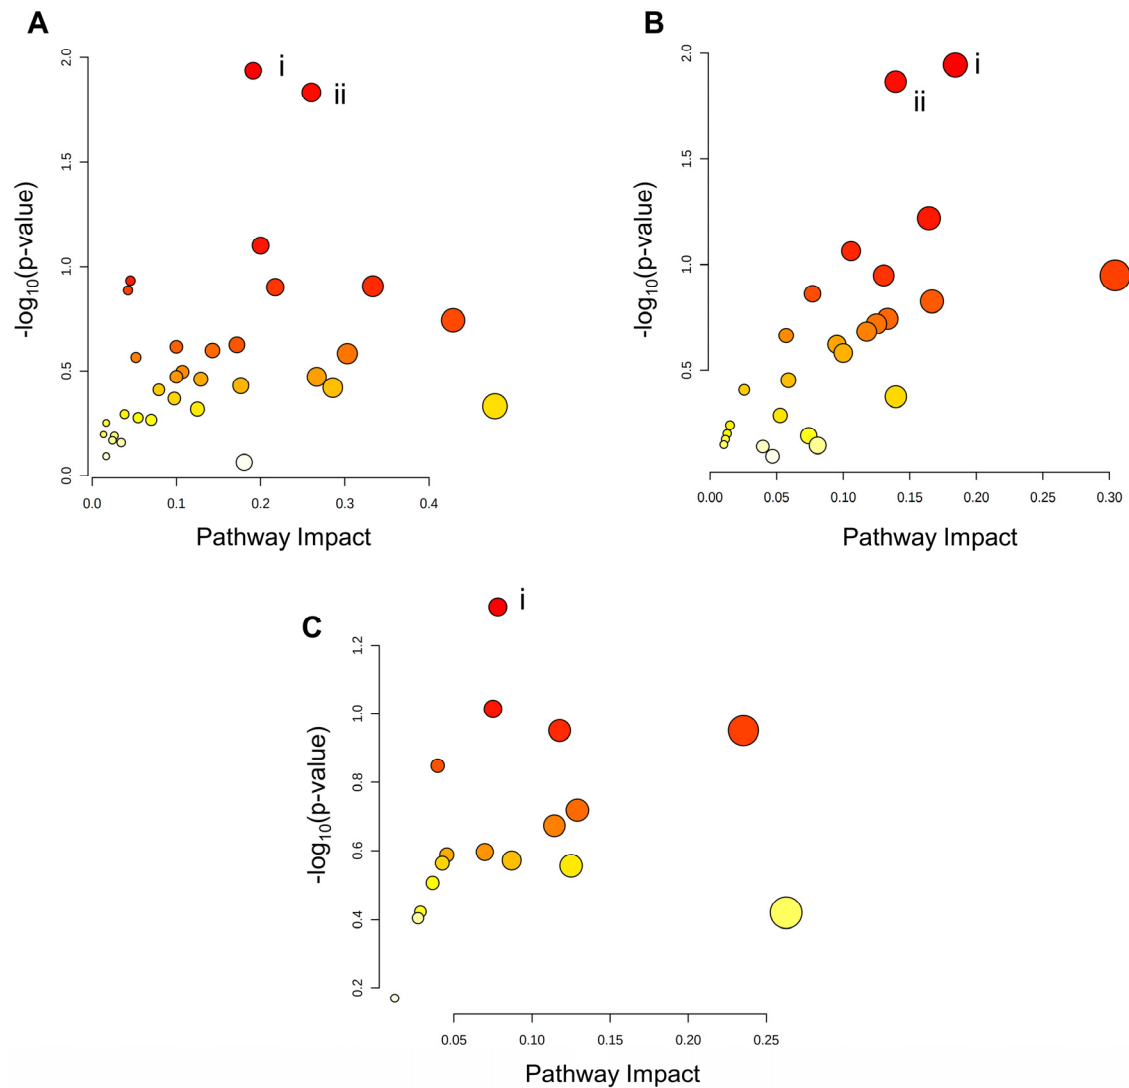 A
i
ii
2.0
1.5
1.0
0.5
0.0
-log10(p-value)
0.0 0.1 0.2 0.3 0.4
Pathway Impact
B
i
ii
2.0
1.5
1.0
0.5
-log10(p-value)
0.00 0.05 0.10 0.15 0.20 0.25 0.30
Pathway Impact
C
i
1.2
1.0
0.8
0.6
0.4
0.2
-log10(p-value)
0.05 0.10 0.15 0.20 0.25
Pathway Impact